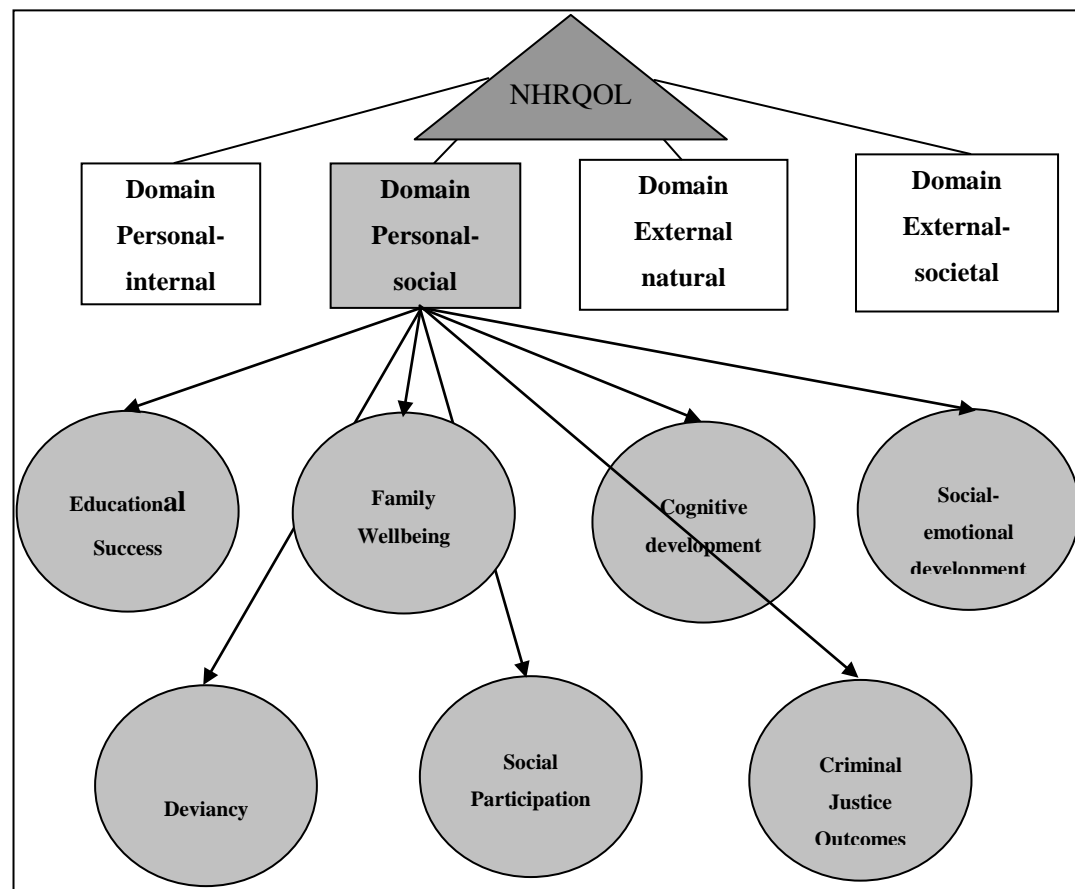 NHRQOL
Domain
Personal-
internal
Domain
Personal-
social
Domain
External
natural
Domain
External-
societal
Educational
Success
Family
Wellbeing
Cognitive
development
Social-
emotional
development
Deviancy
Social
Participation
Criminal
Justice
Outcomes